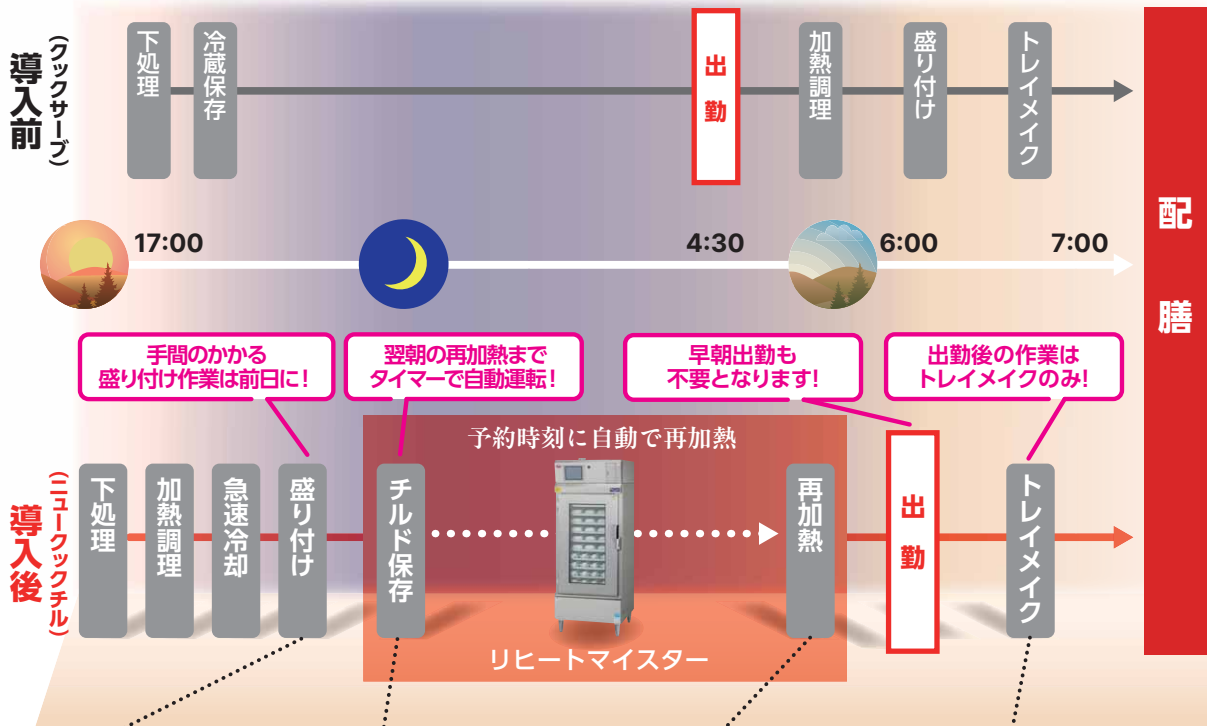 導入前
(クックサーブ)
下処理
冷蔵保存
出勤
加熱調理
盛り付け
トレイメイク
配膳
17:00
4:30
6:00
7:00
手間のかかる
盛り付け作業は前日に!
翌朝の再加熱まで
タイマーで自動運転!
早朝出勤も
不要となります!
出勤後の作業は
トレイメイクのみ!
導入後
(ニュークックチル)
下処理
加熱調理
急速冷却
盛り付け
チルド保存
予約時刻に自動で再加熱
リヒートマイスター
再加熱
出勤
トレイメイク